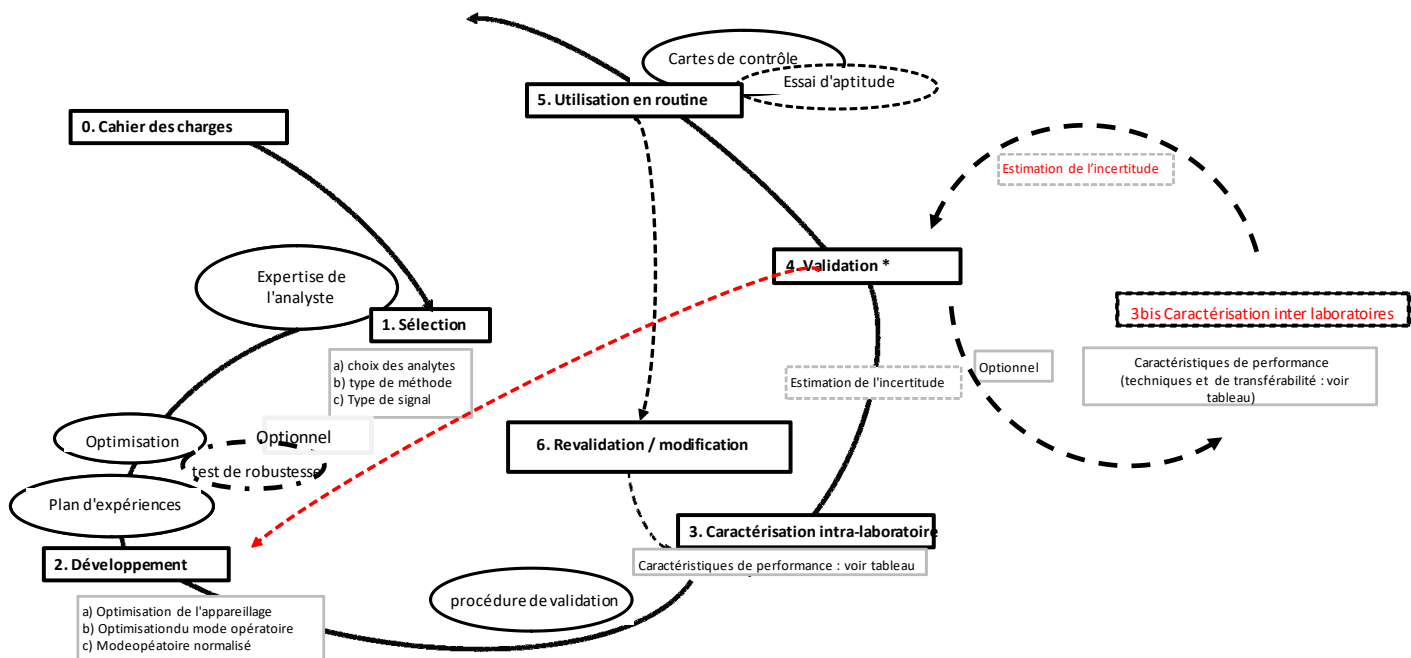 Cartes de contrôle
Essai d'aptitude
5. Utilisation en routine
0. Cahier des charges
Estimation de l'incertitude
Expertise de
l'analyste
4. Validation *
1. Sélection
3bis Caractérisation inter laboratoires
a) choix des analytes
b) type de méthode
c) Type de signal
Estimation de l'incertitude
Optionnel
Caractéristiques de performance
(techniques et de transférabilité : voir
tableau)
Optimisation
Optionnel
test de robustesse
6. Revalidation / modification
Plan d'expériences
3. Caractérisation intra-laboratoire
Caractéristiques de performance : voir tableau
2. Développement
procédure de validation
a) Optimisation de l'appareillage
b) Optimisationdu mode opératoire
c) Modeopéatoire normalisé